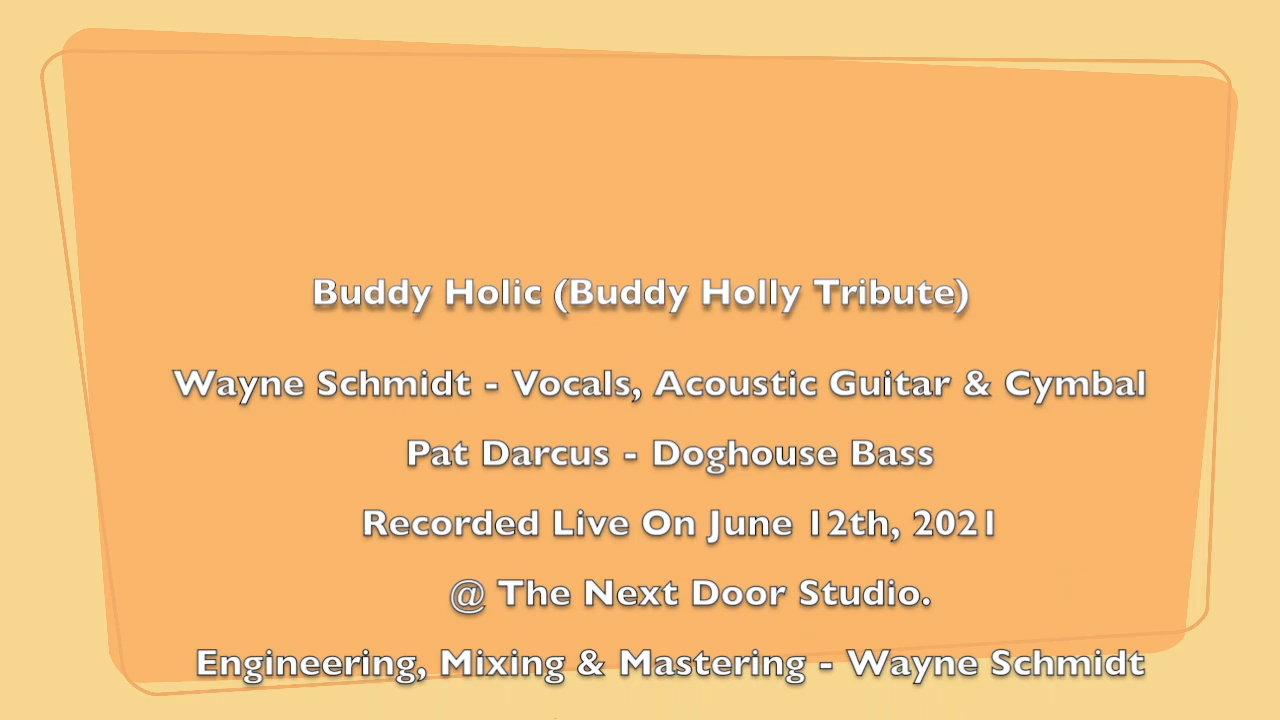 Buddy Holic (Buddy Holly Tribute)
Wayne Schmidt - Vocals, Acoustic Guitar & Cymbal
Pat Darcus - Doghouse Bass
Recorded Live On June 12th, 2021
@ The Next Door Studio.
Engineering, Mixing & Mastering - Wayne Schmidt